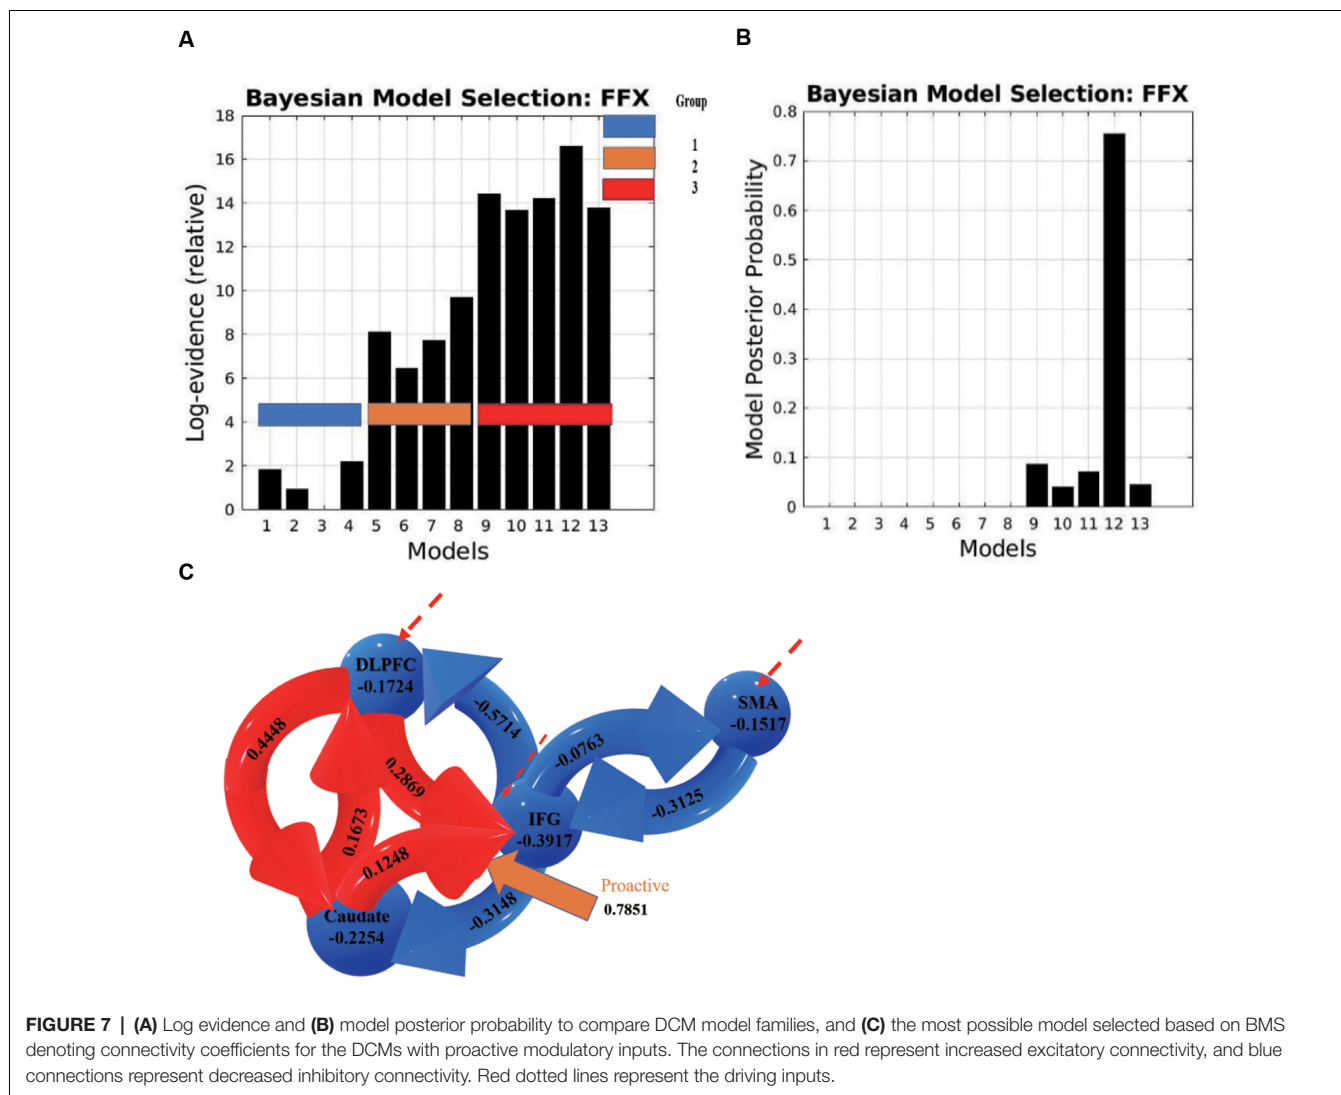 A
Bayesian Model Selection: FFX
Group
1
2
3
Log-evidence (relative)
18
16
14
12
10
8
6
4
2
0
1 2 3 4 5 6 7 8 9 10 11 12 13
Models
B
Bayesian Model Selection: FFX
Model Posterior Probability
0.8
0.7
0.6
0.5
0.4
0.3
0.2
0.1
0
1 2 3 4 5 6 7 8 9 10 11 12 13
Models
C
DLPFC
-0.1724
SMA
-0.1517
0.4448
-0.5714
-0.0763
0.2869
-0.3125
IFG
-0.3917
0.1673
0.1248
Proactive
0.7851
-0.3148
Caudate
-0.2254
FIGURE 7 | (A) Log evidence and (B) model posterior probability to compare DCM model families, and (C) the most possible model selected based on BMS
denoting connectivity coefficients for the DCMs with proactive modulatory inputs. The connections in red represent increased excitatory connectivity, and blue
connections represent decreased inhibitory connectivity. Red dotted lines represent the driving inputs.